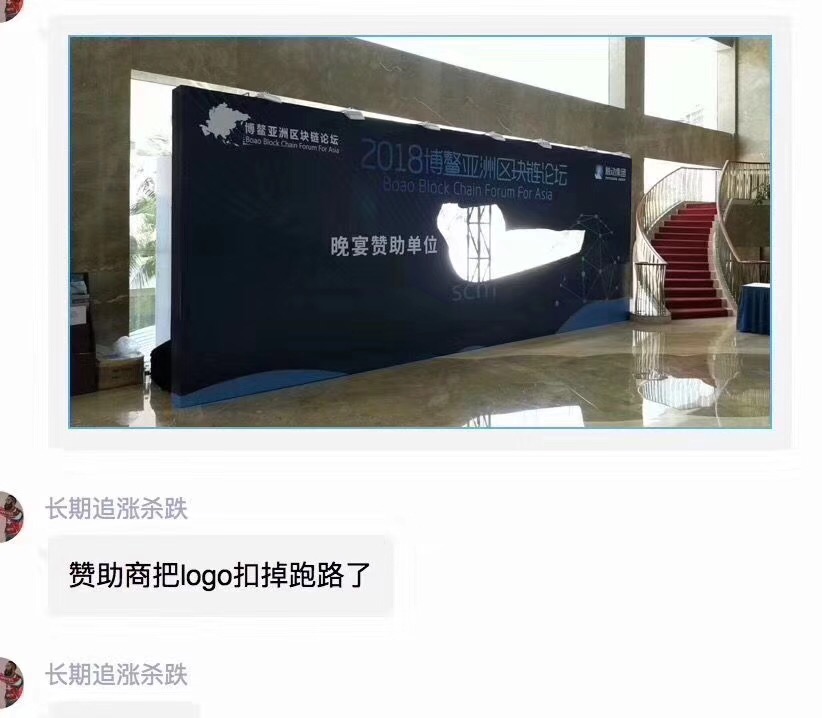 博鳌亚洲区块链论坛
Boao Block Chain Forum For Asia
2018博鳌亚洲区块链论坛
Boao Block Chain Forum For Asia
晚宴赞助单位
scm
长期追涨杀跌
赞助商把logo扣掉跑路了
长期追涨杀跌